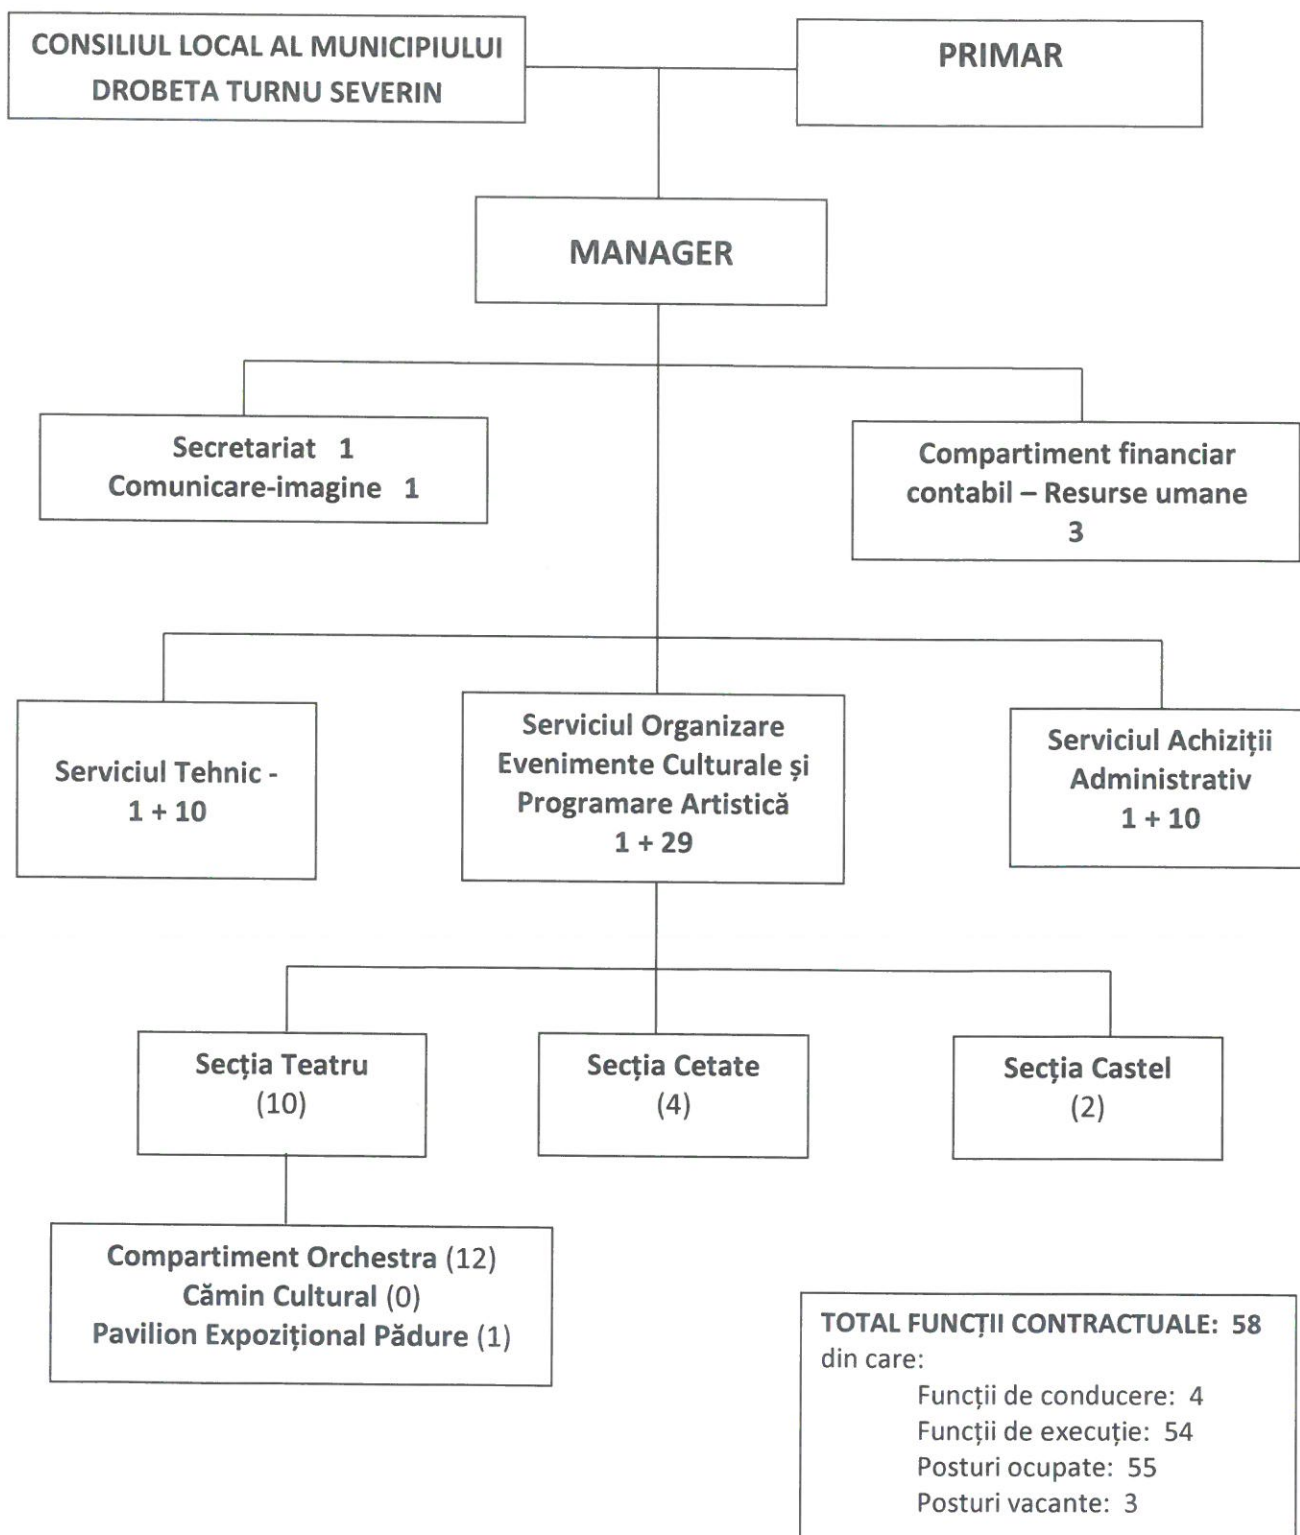 CONSILIUL LOCAL AL MUNICIPIULUI
DROBETA TURNU SEVERIN
PRIMAR
MANAGER
Secretariat 1
Comunicare-imagine 1
Compartiment financiar
contabil – Resurse umane
3
Serviciul Tehnic -
1 + 10
Serviciul Organizare
Evenimente Culturale și
Programare Artistică
1 + 29
Serviciul Achiziții
Administrativ
1 + 10
Secția Teatru
(10)
Secția Cetate
(4)
Secția Castel
(2)
Compartiment Orchestra (12)
Cămin Cultural (0)
Pavilion Expozițional Pădure (1)
TOTAL FUNCȚII CONTRACTUALE: 58
din care:
Funcții de conducere: 4
Funcții de execuție: 54
Posturi ocupate: 55
Posturi vacante: 3